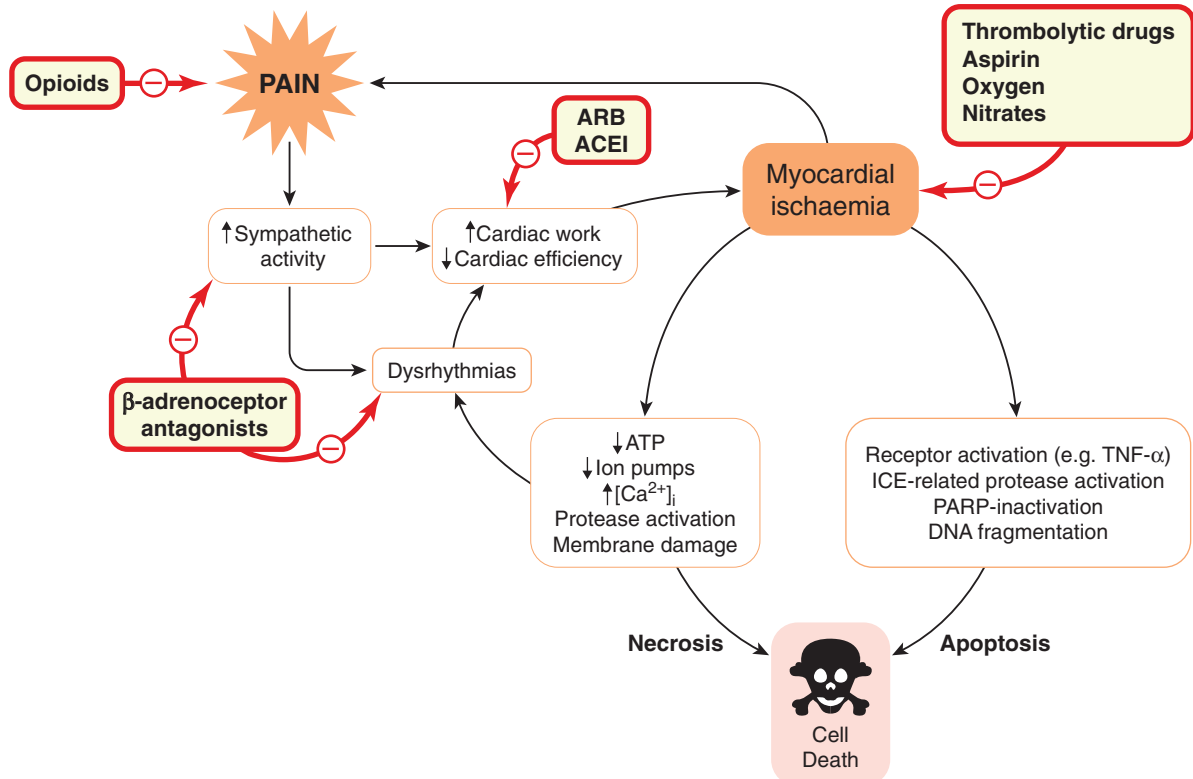 Thrombolytic drugs
Aspirin
Oxygen
Nitrates
Opioids
PAIN
ARB
ACEI
Myocardial
ischaemia
↑Sympathetic
activity
↑Cardiac work
↓Cardiac efficiency
Dysrhythmias
β-adrenoceptor
antagonists
↓ATP
↓Ion pumps
↑[Ca²⁺]ᵢ
Protease activation
Membrane damage
Receptor activation (e.g. TNF-α)
ICE-related protease activation
PARP-inactivation
DNA fragmentation
Necrosis
Apoptosis
Cell
Death